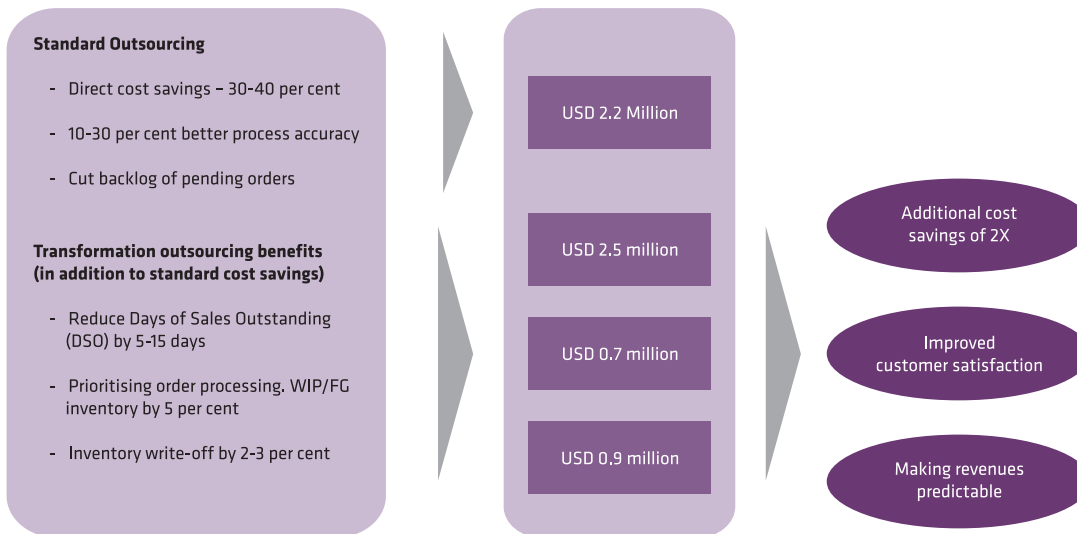 Standard Outsourcing
- Direct cost savings – 30-40 per cent
- 10-30 per cent better process accuracy
- Cut backlog of pending orders
Transformation outsourcing benefits
(in addition to standard cost savings)
- Reduce Days of Sales Outstanding
(DSO) by 5-15 days
- Prioritising order processing. WIP/FG
inventory by 5 per cent
- Inventory write-off by 2-3 per cent
USD 2.2 Million
USD 2.5 million
USD 0.7 million
USD 0.9 million
Additional cost
savings of 2X
Improved
customer satisfaction
Making revenues
predictable